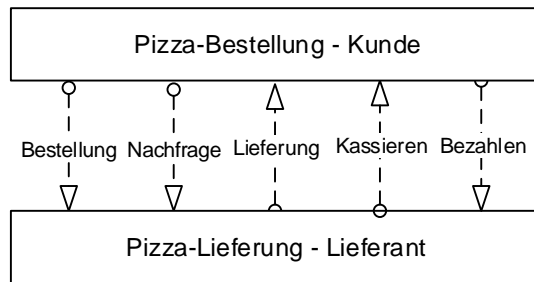 Pizza-Bestellung - Kunde
Bestellung Nachfrage Lieferung Kassieren Bezahlen
Pizza-Lieferung - Lieferant